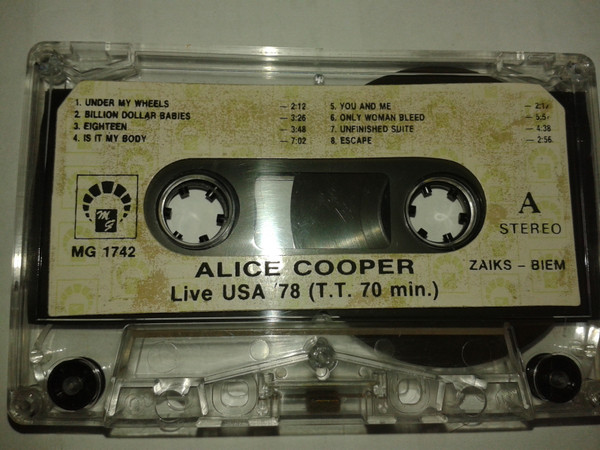 1. UNDER MY WHEELS — 2:12
2. BILLION DOLLAR BABIES — 3:26
3. EIGHTEEN — 3:48
4. IS IT MY BODY — 7:02
5. YOU AND ME
6. ONLY WOMAN BLEED
7. UNFINISHED SUITE — 4:38
8. ESCAPE — 2:56
MG
MG 1742
A
STEREO
ALICE COOPER
ZAIKS – BIEM
Live USA '78 (T.T. 70 min.)